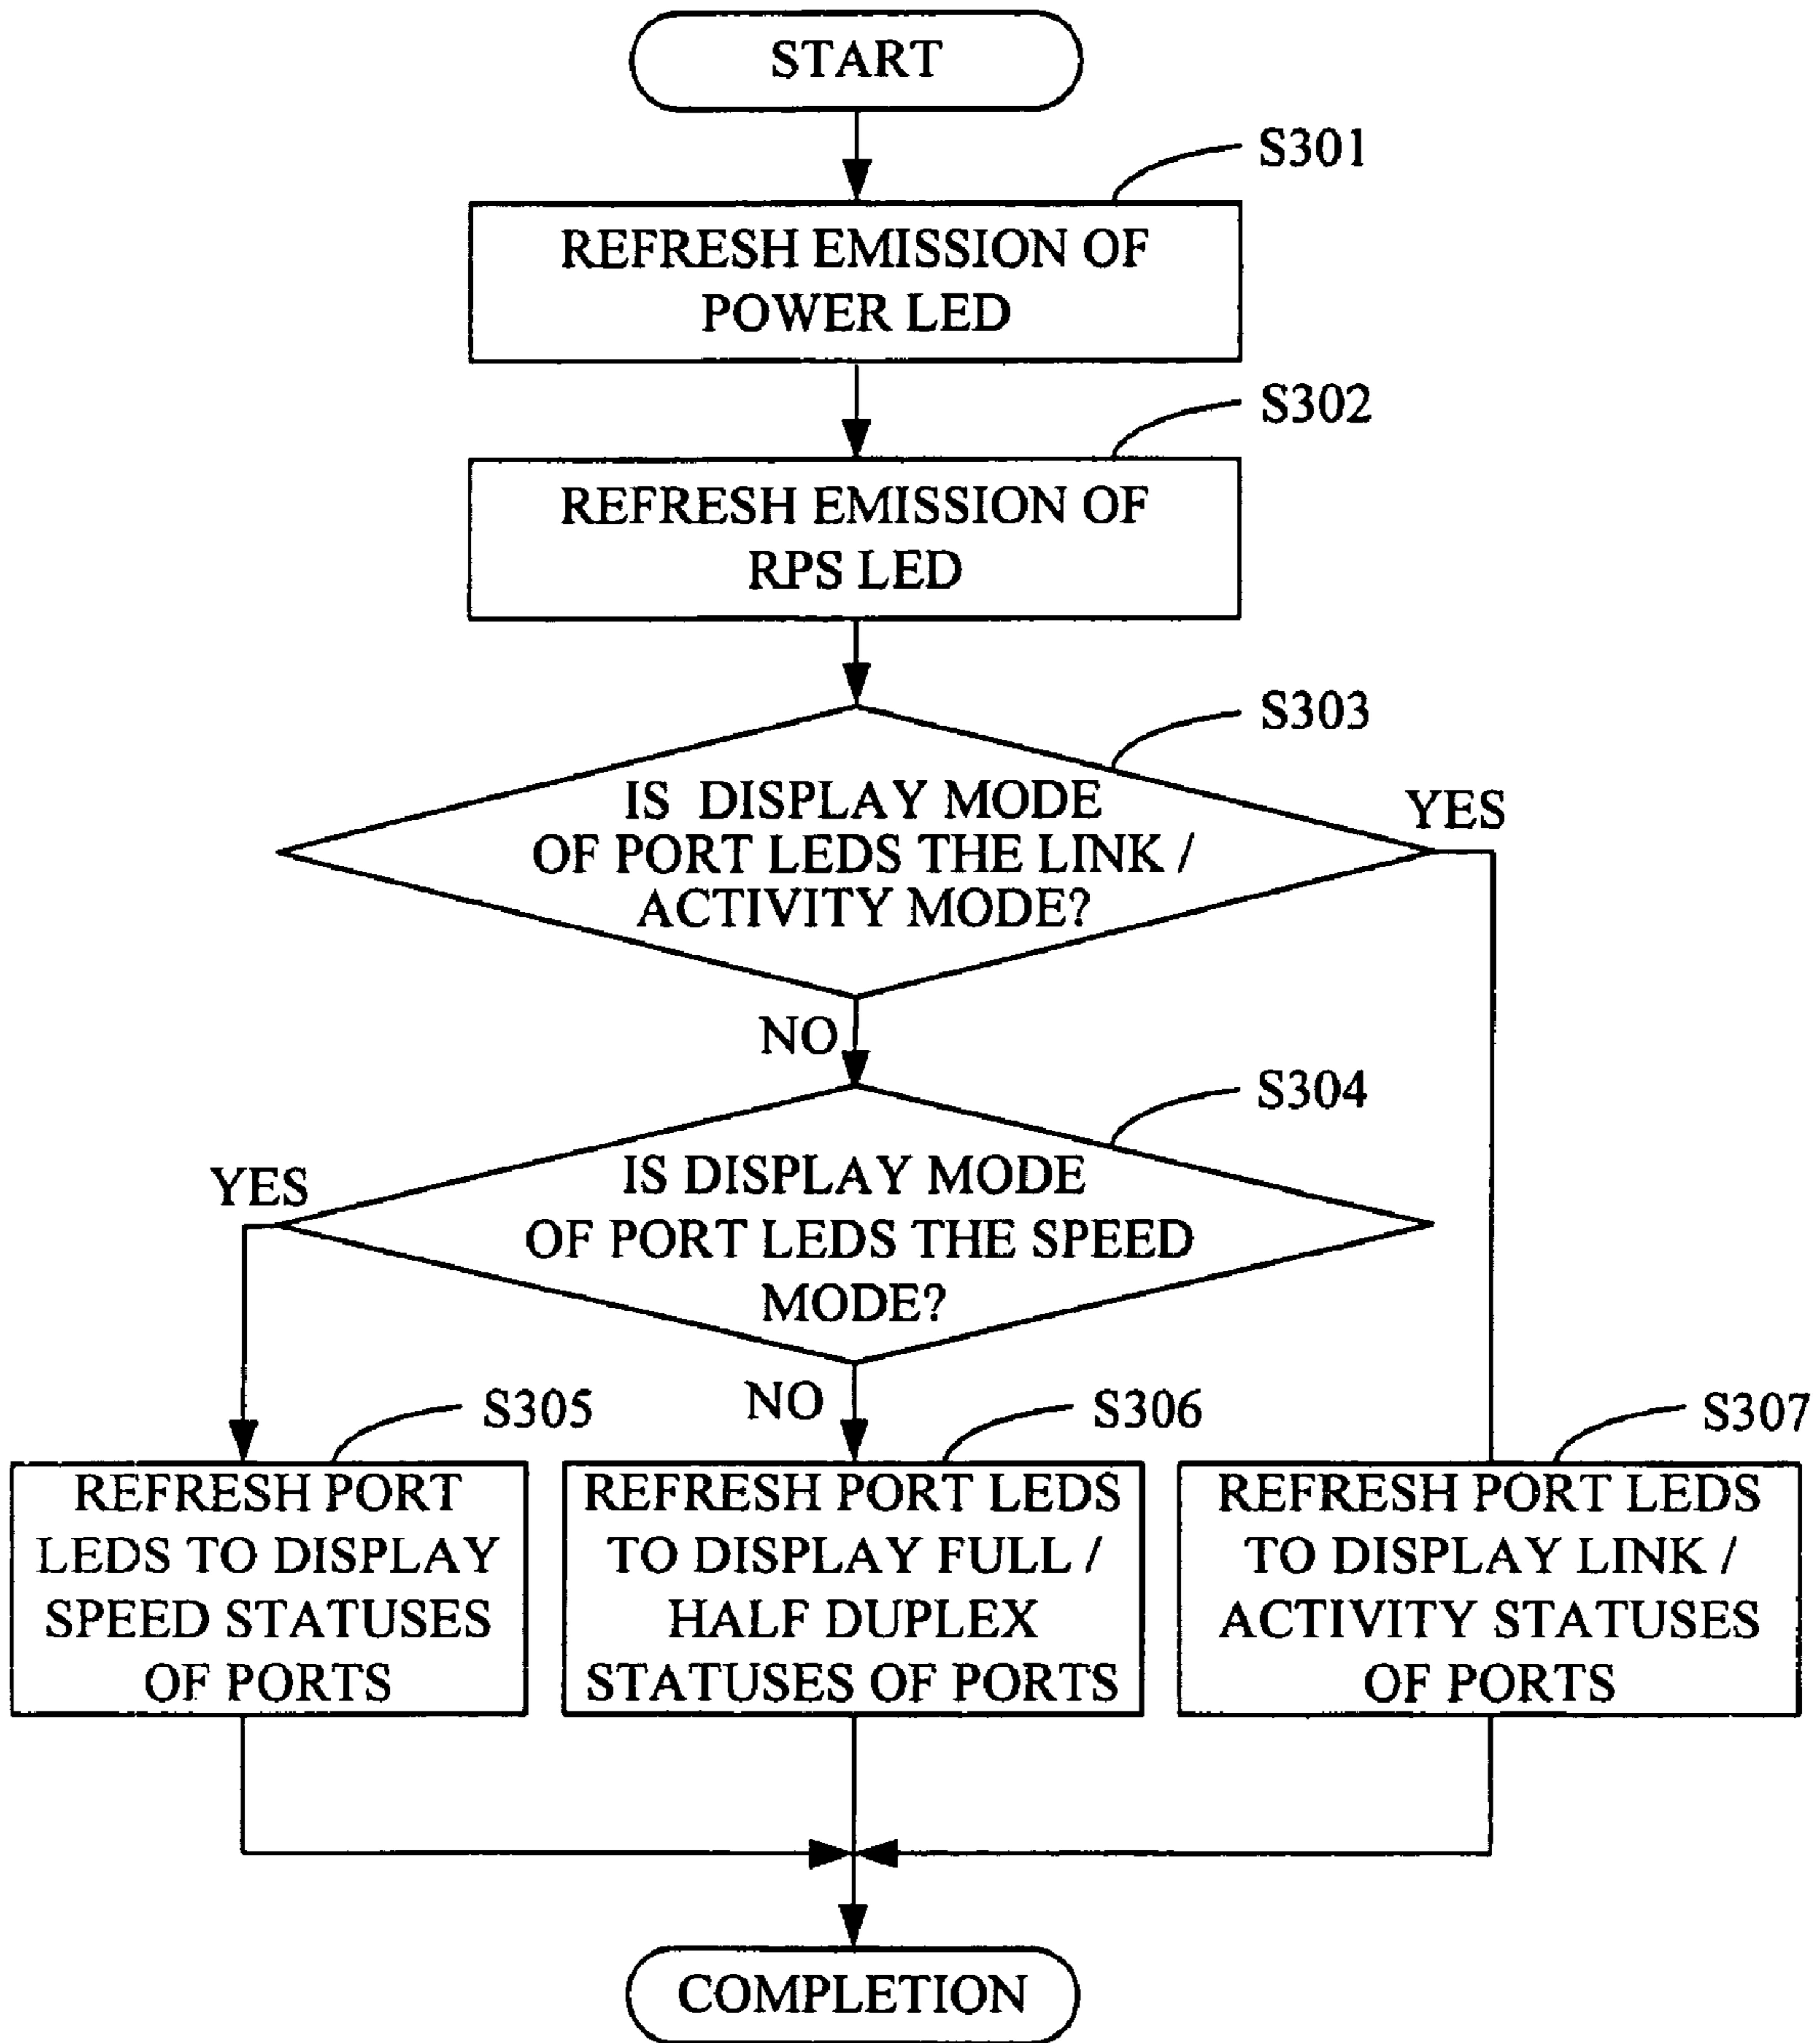 START
S301
REFRESH EMISSION OF
POWER LED
S302
REFRESH EMISSION OF
RPS LED
S303
IS DISPLAY MODE
OF PORT LEDS THE LINK /
ACTIVITY MODE?
YES
NO
S304
IS DISPLAY MODE
OF PORT LEDS THE SPEED
MODE?
YES
NO
S305
REFRESH PORT
LEDS TO DISPLAY
SPEED STATUSES
OF PORTS
S306
REFRESH PORT LEDS
TO DISPLAY FULL /
HALF DUPLEX
STATUSES OF PORTS
S307
REFRESH PORT LEDS
TO DISPLAY LINK /
ACTIVITY STATUSES
OF PORTS
COMPLETION